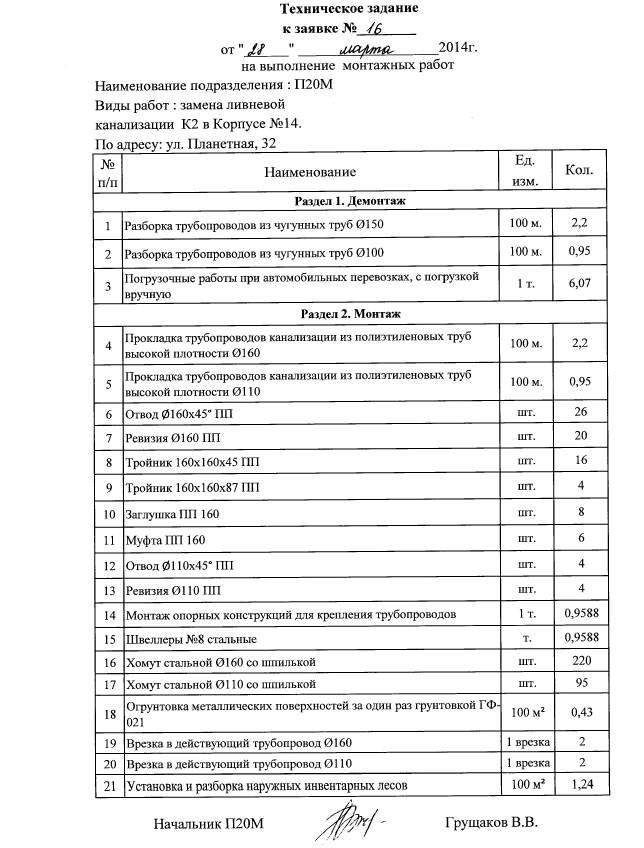 Техническое задание
к заявке № 16
от "28" марта 2014г.
на выполнение монтажных работ
Наименование подразделения : П20М
Виды работ : замена ливневой
канализации К2 в Корпусе №14.
По адресу: ул. Планетная, 32
№ п/п Наименование Ед. изм. Кол.
Раздел 1. Демонтаж
1 Разборка трубопроводов из чугунных труб Ø150 100 м. 2,2
2 Разборка трубопроводов из чугунных труб Ø100 100 м. 0,95
3 Погрузочные работы при автомобильных перевозках, с погрузкой
вручную 1 т. 6,07
Раздел 2. Монтаж
4 Прокладка трубопроводов канализации из полиэтиленовых труб
высокой плотности Ø160 100 м. 2,2
5 Прокладка трубопроводов канализации из полиэтиленовых труб
высокой плотности Ø110 100 м. 0,95
6 Отвод Ø160х45° ПП шт. 26
7 Ревизия Ø160 ПП шт. 20
8 Тройник 160х160х45 ПП шт. 16
9 Тройник 160х160х87 ПП шт. 4
10 Заглушка ПП 160 шт. 8
11 Муфта ПП 160 шт. 6
12 Отвод Ø110х45° ПП шт. 4
13 Ревизия Ø110 ПП шт. 4
14 Монтаж опорных конструкций для крепления трубопроводов 1 т. 0,9588
15 Швеллеры №8 стальные т. 0,9588
16 Хомут стальной Ø160 со шпилькой шт. 220
17 Хомут стальной Ø110 со шпилькой шт. 95
18 Огрунтовка металлических поверхностей за один раз грунтовкой ГФ-
021 100 м² 0,43
19 Врезка в действующий трубопровод Ø160 1 врезка 2
20 Врезка в действующий трубопровод Ø110 1 врезка 2
21 Установка и разборка наружных инвентарных лесов 100 м² 1,24
Начальник П20М Грущаков В.В.